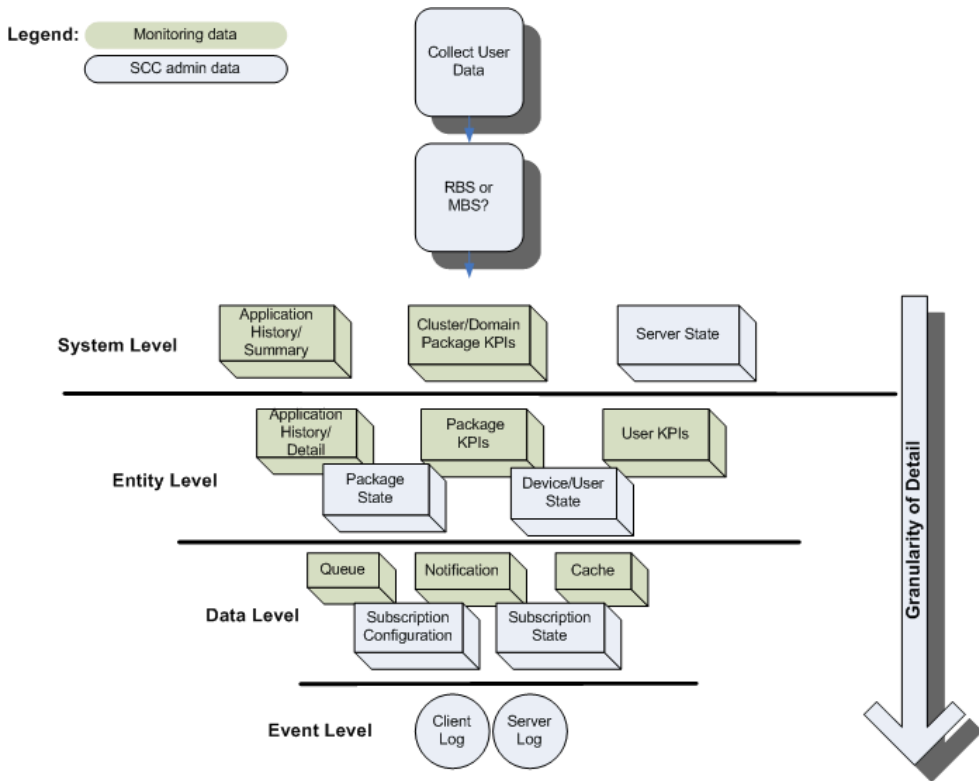 Legend:
Monitoring data
SCC admin data
Collect User
Data
RBS or
MBS?
System Level
Application
History/
Summary
Cluster/Domain
Package KPIs
Server State
Entity Level
Application
History/
Detail
Package
KPIs
User KPIs
Package
State
Device/User
State
Data Level
Queue
Notification
Cache
Subscription
Configuration
Subscription
State
Event Level
Client
Log
Server
Log
Granularity of Detail